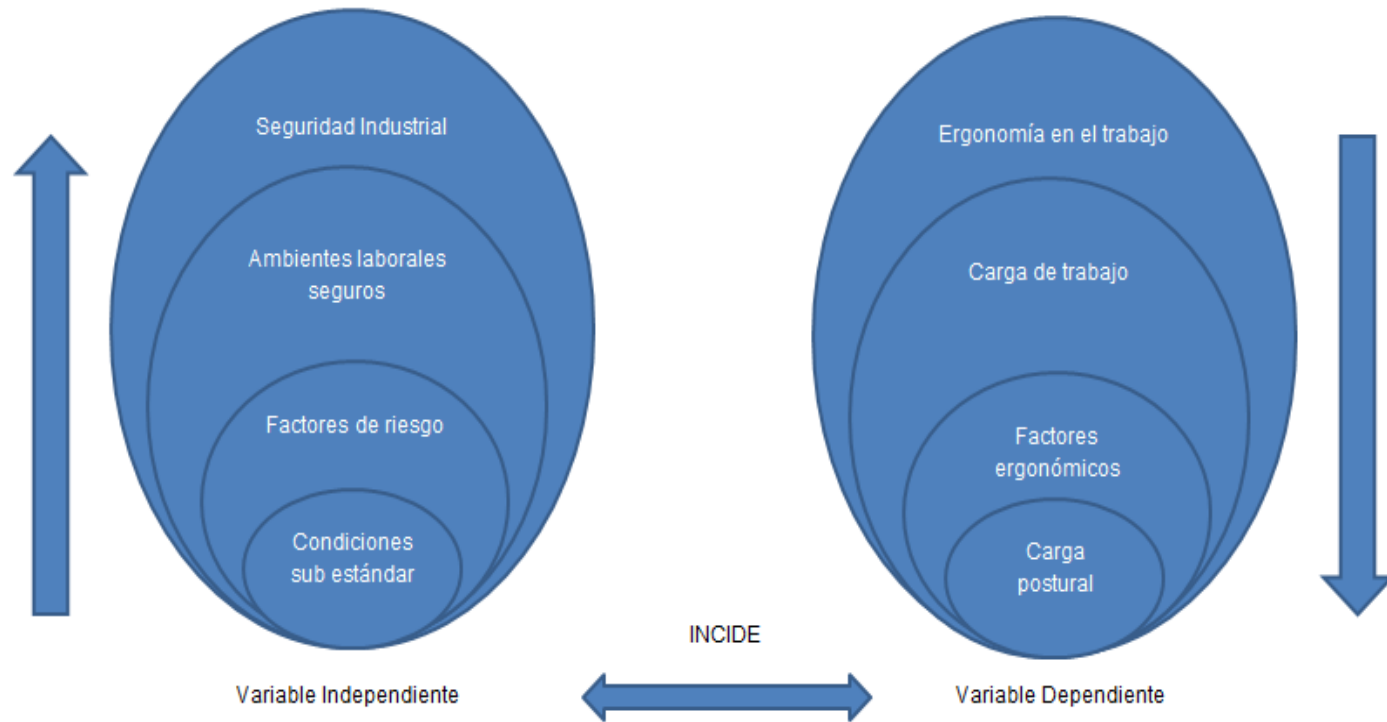 Seguridad Industrial
Ambientes laborales
seguros
Factores de riesgo
Condiciones
sub estándar
Variable Independiente
INCIDE
Ergonomía en el trabajo
Carga de trabajo
Factores
ergonómicos
Carga
postural
Variable Dependiente